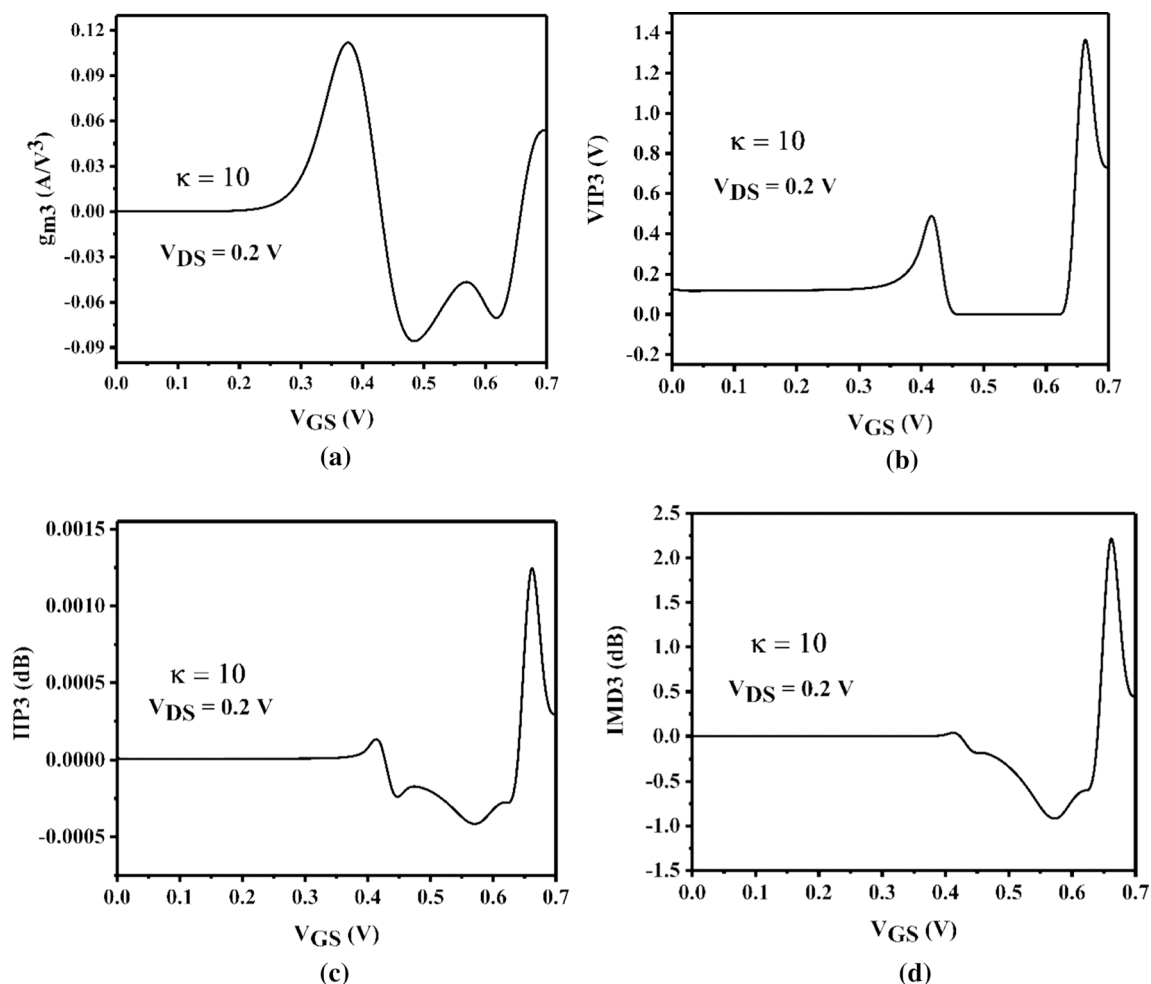 0.12
0.09
0.06
0.03
0.00
-0.03
-0.06
-0.09
gm3 (A/V3)
κ = 10
VDS = 0.2 V
0.0 0.1 0.2 0.3 0.4 0.5 0.6 0.7
VGS (V)
(a)
1.4
1.2
1.0
0.8
0.6
0.4
0.2
0.0
-0.2
VIP3 (V)
κ = 10
VDS = 0.2 V
0.0 0.1 0.2 0.3 0.4 0.5 0.6 0.7
VGS (V)
(b)
0.0015
0.0010
0.0005
0.0000
-0.0005
IIP3 (dB)
κ = 10
VDS = 0.2 V
0.0 0.1 0.2 0.3 0.4 0.5 0.6 0.7
VGS (V)
(c)
2.5
2.0
1.5
1.0
0.5
0.0
-0.5
-1.0
-1.5
IMD3 (dB)
κ = 10
VDS = 0.2 V
0.0 0.1 0.2 0.3 0.4 0.5 0.6 0.7
VGS (V)
(d)